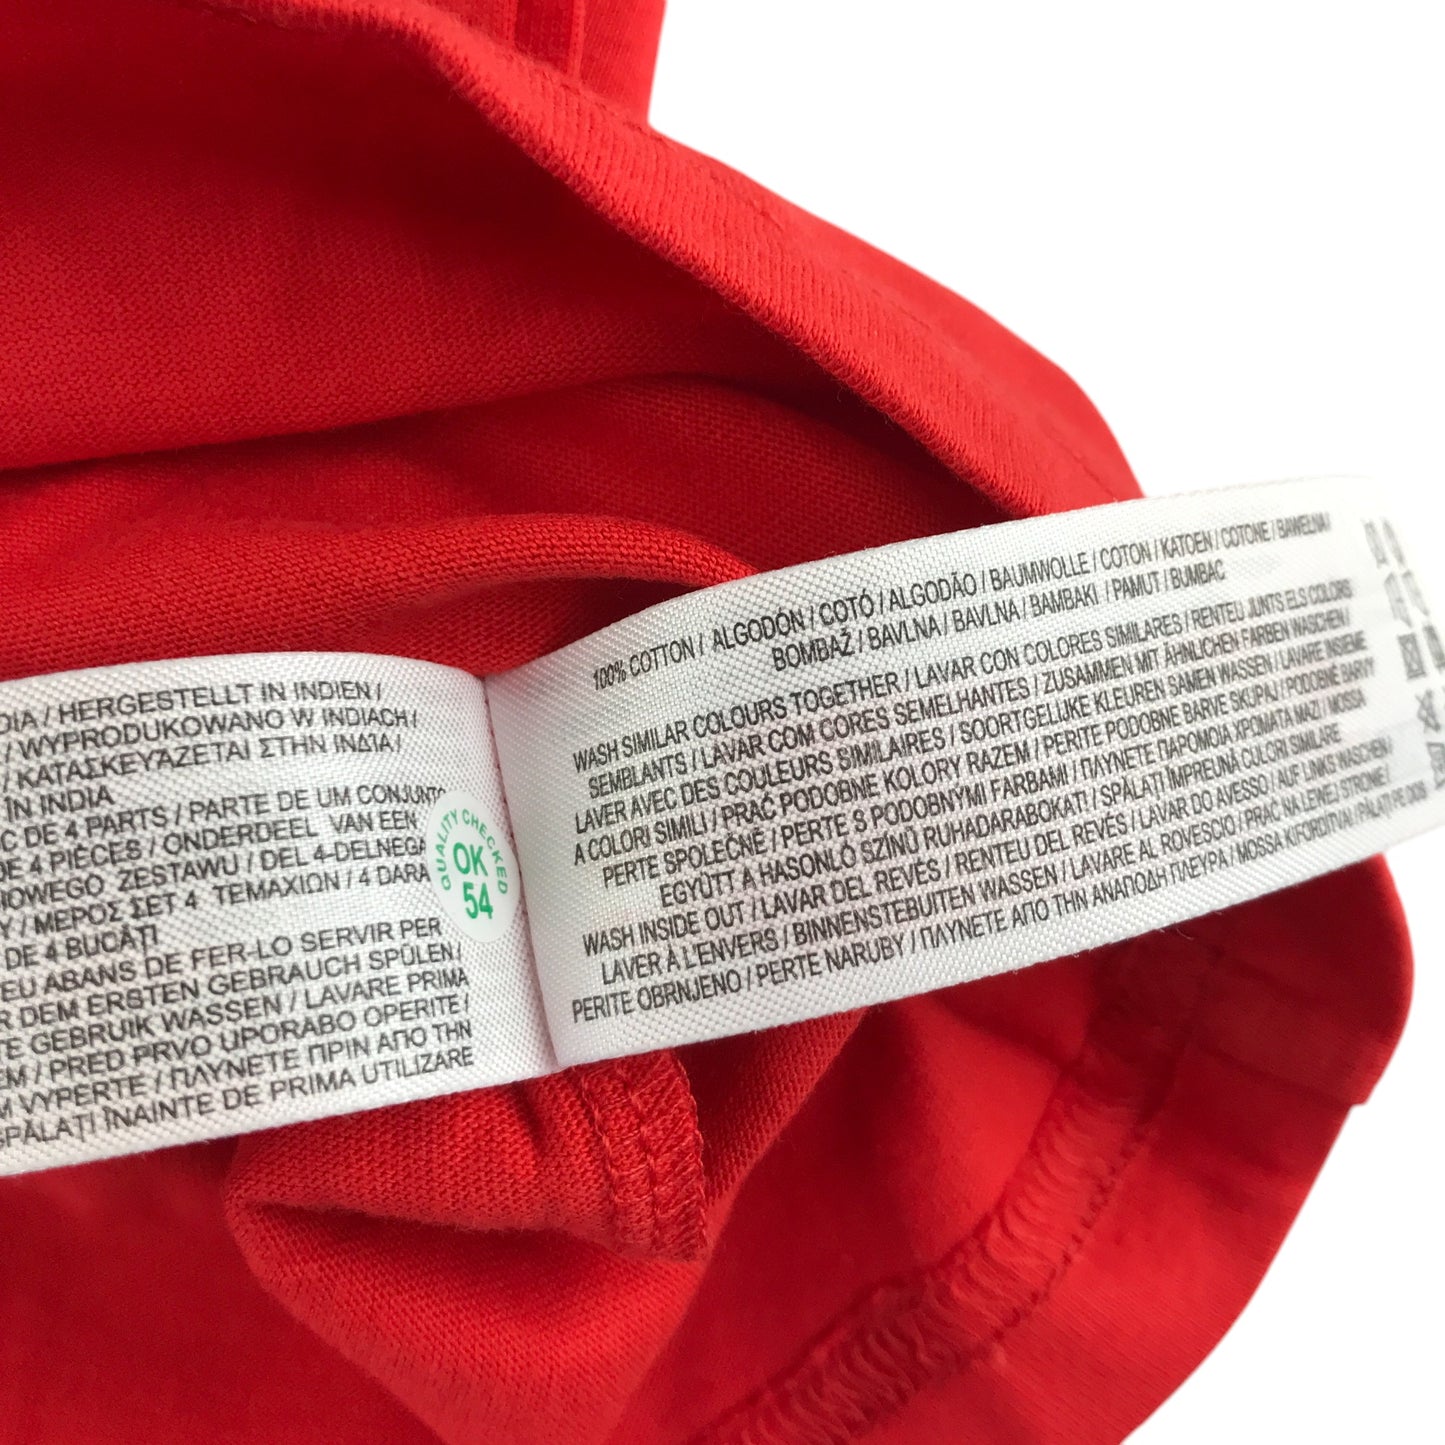 DIA / HERGESTELLT IN INDIEN /
/ WYPRODUKOWANO W INDIACH /
/ ΚΑΤΑΣΚΕΥΆΖΕΤΑΙ ΣΤΗΝ ΙΝΔΊΑ /
ÎN INDIA
C DE 4 PARTS / PARTE DE UM CONJUNTO
DE 4 PIÈCES / ONDERDEEL VAN EEN
IOWEGO ZESTAWU / DEL 4-DELNEGA
Y / ΜΕΡΟΣ ΣΕΤ 4 ΤΕΜΑΧΙΩΝ / 4 DARA
DE 4 BUCĂȚI
EU ABANS DE FER-LO SERVIR PER
R DEM ERSTEN GEBRAUCH SPÜLEN /
TE GEBRUIK WASSEN / LAVARE PRIMA
EM / PRED PRVO UPORABO OPERITE /
M VYPERTE / ΠΛΥΝΕΤΕ ΠΡΙΝ ΑΠΟ ΤΗΝ
SPĂLAȚI ÎNAINTE DE PRIMA UTILIZARE
QUALITY CHECKED
OK
54
100% COTTON / ALGODÓN / COTÓ / ALGODÃO / BAUMWOLLE / COTON / KATOEN / COTONE / BAWEŁNA /
BOMBAŽ / BAVLNA / BAVLNA / BAMBAKI / PAMUT / BUMBAC
WASH SIMILAR COLOURS TOGETHER / LAVAR CON COLORES SIMILARES / RENTEU JUNTS ELS COLORS
SEMBLANTS / LAVAR COM CORES SEMELHANTES / ZUSAMMEN MIT ÄHNLICHEN FARBEN WASCHEN /
LAVER AVEC DES COULEURS SIMILAIRES / SOORTGELIJKE KLEUREN SAMEN WASSEN / LAVARE INSIEME
A COLORI SIMILI / PRAĆ PODOBNE KOLORY RAZEM / PERITE PODOBNE BARVE SKUPAJ / PODOBNÉ BARVY
PERTE SPOLEČNĚ / PERTE S PODOBNÝMI FARBAMI / ΠΛΥΝΕΤΕ ΠΑΡΟΜΟΙΑ ΧΡΩΜΑΤΑ ΜΑΖΙ / MOSSA
EGYÜTT A HASONLÓ SZÍNŰ RUHADARABOKAT / SPĂLAȚI ÎMPREUNĂ CULORI SIMILARE
WASH INSIDE OUT / LAVAR DEL REVÉS / RENTEU DEL REVÉS / LAVAR DO AVESSO / AUF LINKS WASCHEN /
LAVER À L'ENVERS / BINNENSTEBUITEN WASSEN / LAVARE AL ROVESCIO / PRAĆ NA LEWEJ STRONIE /
PERITE OBRNJENO / PERTE NARUBY / ΠΛΥΝΕΤΕ ΑΠΟ ΤΗΝ ΑΝΑΠΟΔΗ ΠΛΕΥΡΑ / MOSSA KIFORDÍTVA / SPĂLAȚI PE DOS